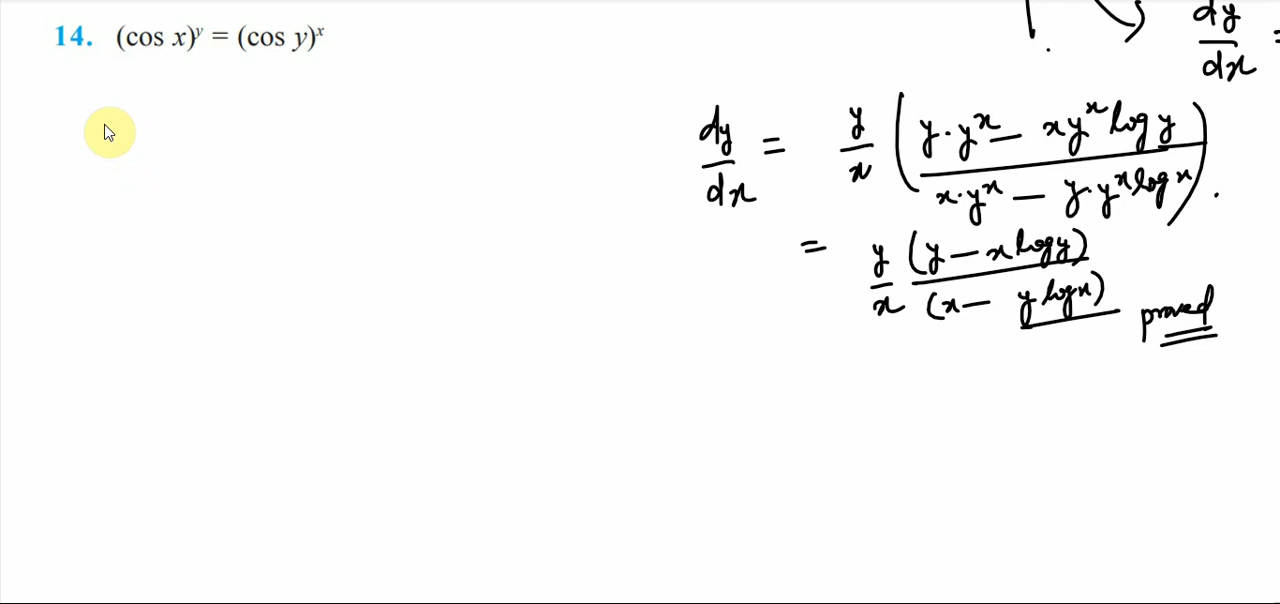 14. (cos x)^y = (cos y)^x
dy/dx =
dy/dx = y/x ( (y·y^x − xy^x log y) / (x·y^x − y·y^x log x) ).
= y/x (y − x log y) / (x − y log x) proved